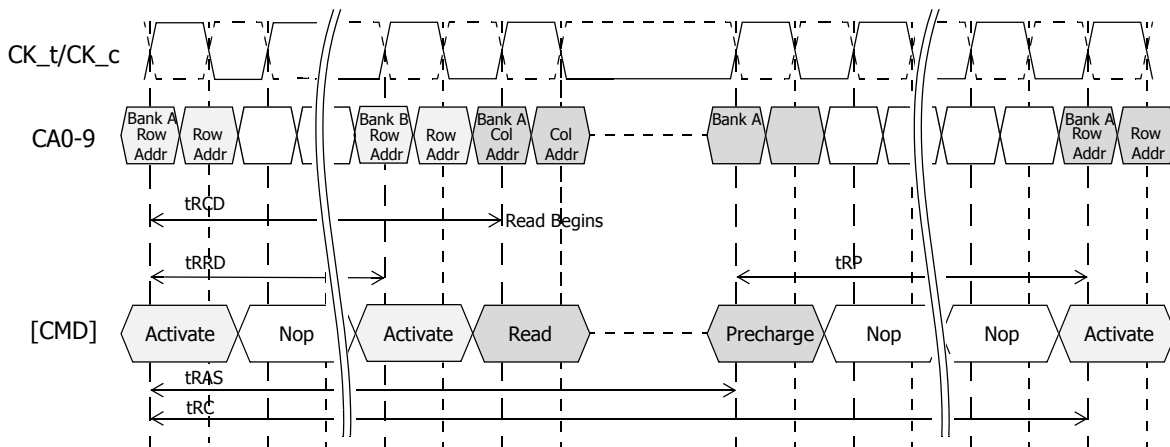 CK_t/CK_c
CA0-9
Bank A
Row
Addr
Row
Addr
Bank B
Row
Addr
Row
Addr
Bank A
Col
Addr
Col
Addr
Bank A
Bank A
Row
Addr
Row
Addr
tRCD
Read Begins
tRRD
tRP
[CMD]
Activate
Nop
Activate
Read
Precharge
Nop
Nop
Activate
tRAS
tRC